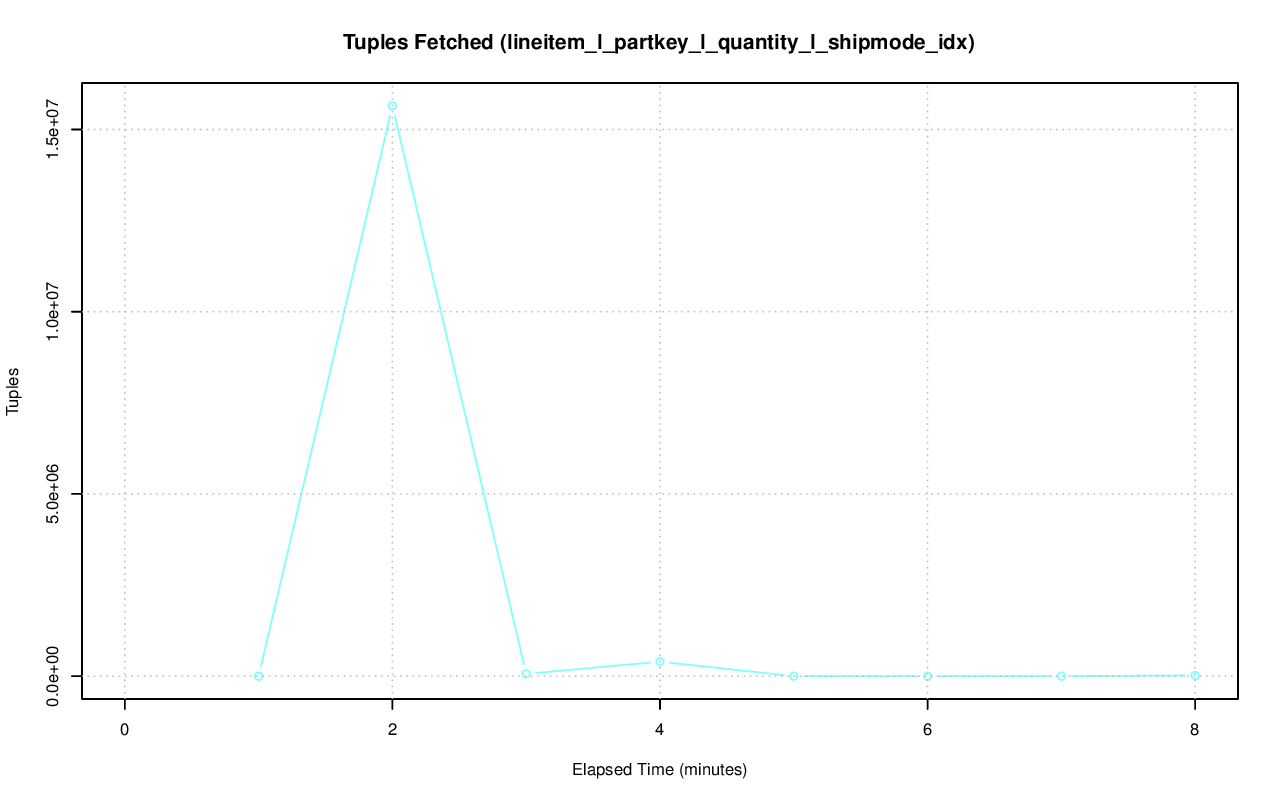 Tuples Fetched (lineitem_l_partkey_l_quantity_l_shipmode_idx)
1.5e+07
1.0e+07
5.0e+06
0.0e+00
Tuples
0 2 4 6 8
Elapsed Time (minutes)